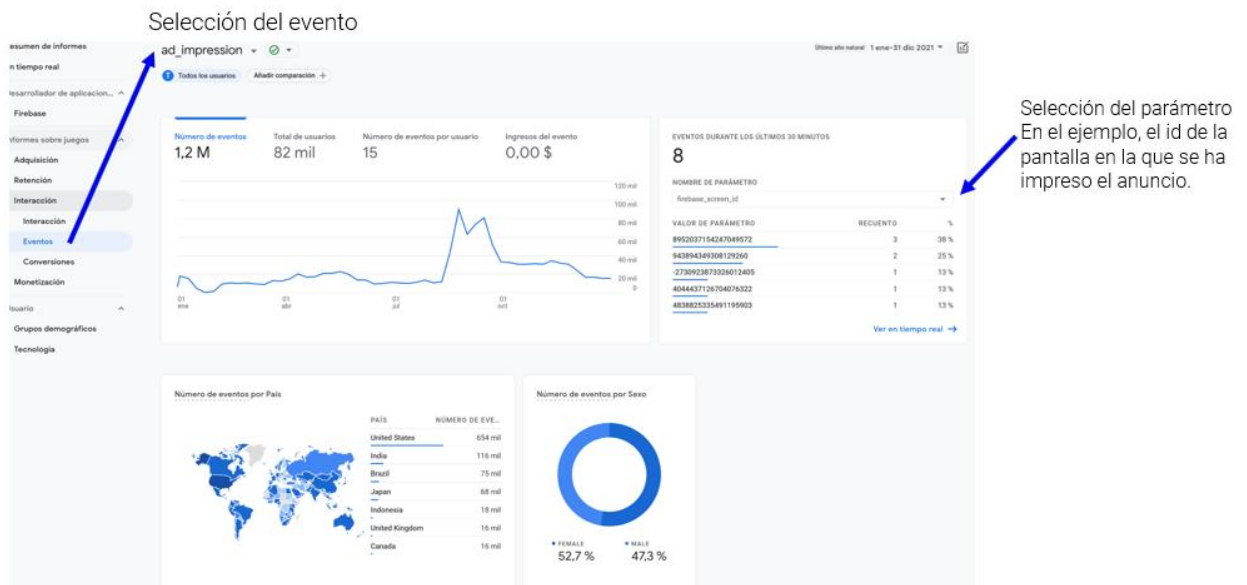 Selección del evento
esumen de informes
n tiempo real
esarrollador de aplicacion...
Firebase
nformes sobre juegos
Adquisición
Retención
Interacción
Interacción
Eventos
Conversiones
Monetización
suario
Grupos demográficos
Tecnología
ad_impression
Último año natural 1 ene-31 dic 2021
T Todos los usuarios Añadir comparación +
Número de eventos Total de usuarios Número de eventos por usuario Ingresos del evento
1,2 M 82 mil 15 0,00 $
120 mil
100 mil
80 mil
60 mil
40 mil
20 mil
0
01 01 01 01
ene abr jul oct
EVENTOS DURANTE LOS ÚLTIMOS 30 MINUTOS
8
NOMBRE DE PARÁMETRO
firebase_screen_id
VALOR DE PARÁMETRO RECUENTO %
8952037154247049572 3 38 %
943894349308129260 2 25 %
-2730923873326012405 1 13 %
4044437126704076322 1 13 %
4838825335491195903 1 13 %
Ver en tiempo real →
Selección del parámetro
En el ejemplo, el id de la
pantalla en la que se ha
impreso el anuncio.
Número de eventos por País
PAÍS NÚMERO DE EVE...
United States 654 mil
India 116 mil
Brazil 75 mil
Japan 68 mil
Indonesia 18 mil
United Kingdom 16 mil
Canada 16 mil
Número de eventos por Sexo
FEMALE MALE
52,7 % 47,3 %